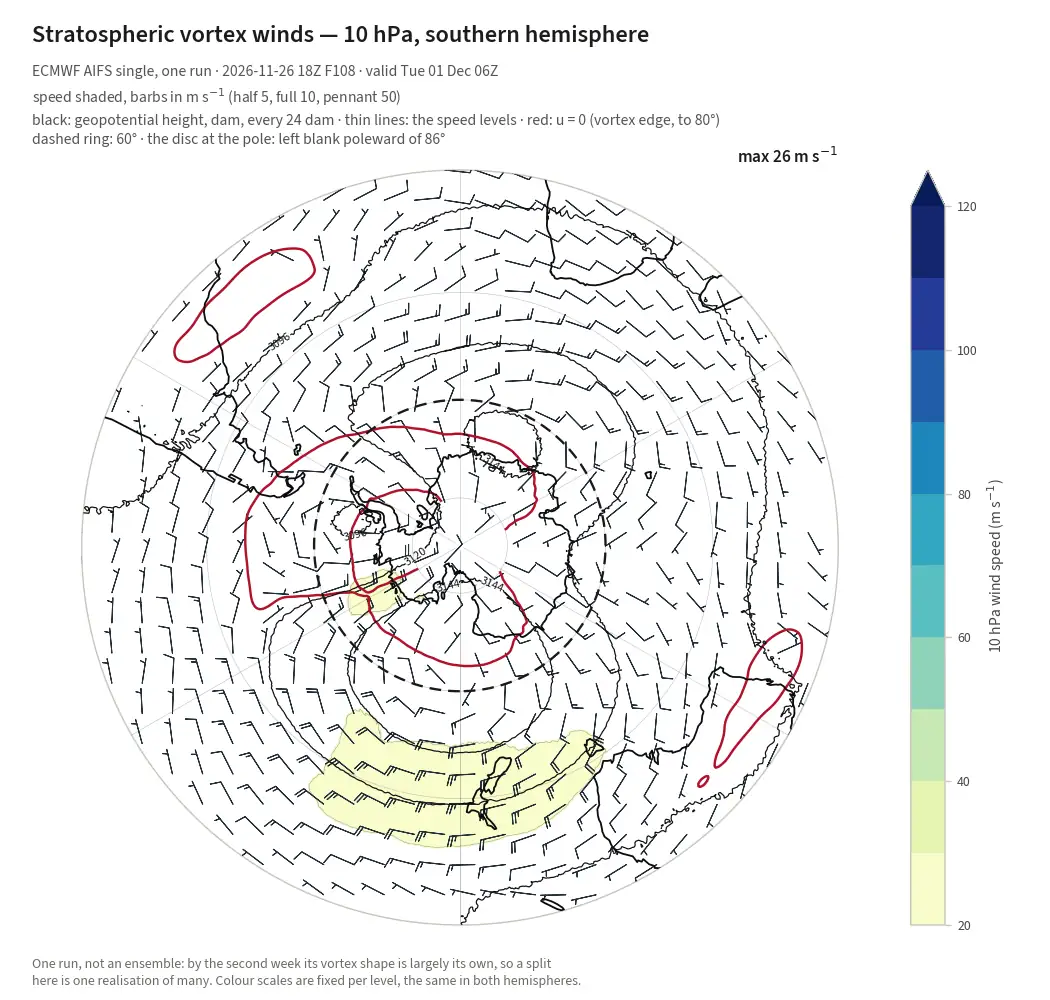 Stratospheric vortex winds — 10 hPa, southern hemisphere
ECMWF AIFS single, one run · 2026-11-26 18Z F108 · valid Tue 01 Dec 06Z
speed shaded, barbs in m s⁻¹ (half 5, full 10, pennant 50)
black: geopotential height, dam, every 24 dam · thin lines: the speed levels · red: u = 0 (vortex edge, to 80°)
dashed ring: 60° · the disc at the pole: left blank poleward of 86°
max 26 m s⁻¹
120
100
80
60
40
20
10 hPa wind speed (m s⁻¹)
3096
3096
3120
3144
One run, not an ensemble: by the second week its vortex shape is largely its own, so a split
here is one realisation of many. Colour scales are fixed per level, the same in both hemispheres.